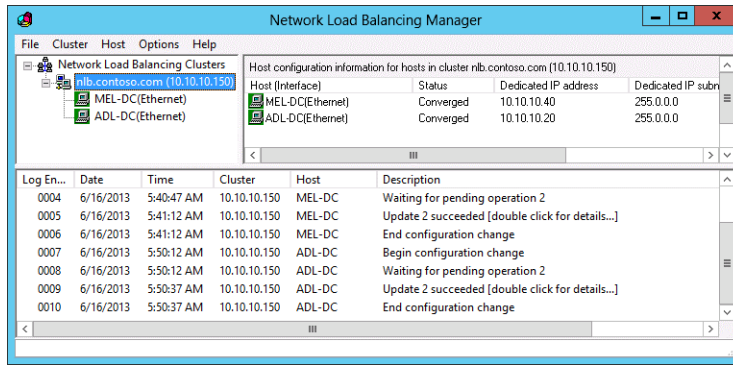 Network Load Balancing Manager
File Cluster Host Options Help
Network Load Balancing Clusters
nlb.contoso.com (10.10.10.150)
MEL-DC(Ethernet)
ADL-DC(Ethernet)
Host configuration information for hosts in cluster nlb.contoso.com (10.10.10.150)
Host (Interface) Status Dedicated IP address Dedicated IP subn
MEL-DC(Ethernet) Converged 10.10.10.40 255.0.0.0
ADL-DC(Ethernet) Converged 10.10.10.20 255.0.0.0
Log En... Date Time Cluster Host Description
0004 6/16/2013 5:40:47 AM 10.10.10.150 MEL-DC Waiting for pending operation 2
0005 6/16/2013 5:41:12 AM 10.10.10.150 MEL-DC Update 2 succeeded [double click for details...]
0006 6/16/2013 5:41:12 AM 10.10.10.150 MEL-DC End configuration change
0007 6/16/2013 5:50:12 AM 10.10.10.150 ADL-DC Begin configuration change
0008 6/16/2013 5:50:12 AM 10.10.10.150 ADL-DC Waiting for pending operation 2
0009 6/16/2013 5:50:37 AM 10.10.10.150 ADL-DC Update 2 succeeded [double click for details...]
0010 6/16/2013 5:50:37 AM 10.10.10.150 ADL-DC End configuration change